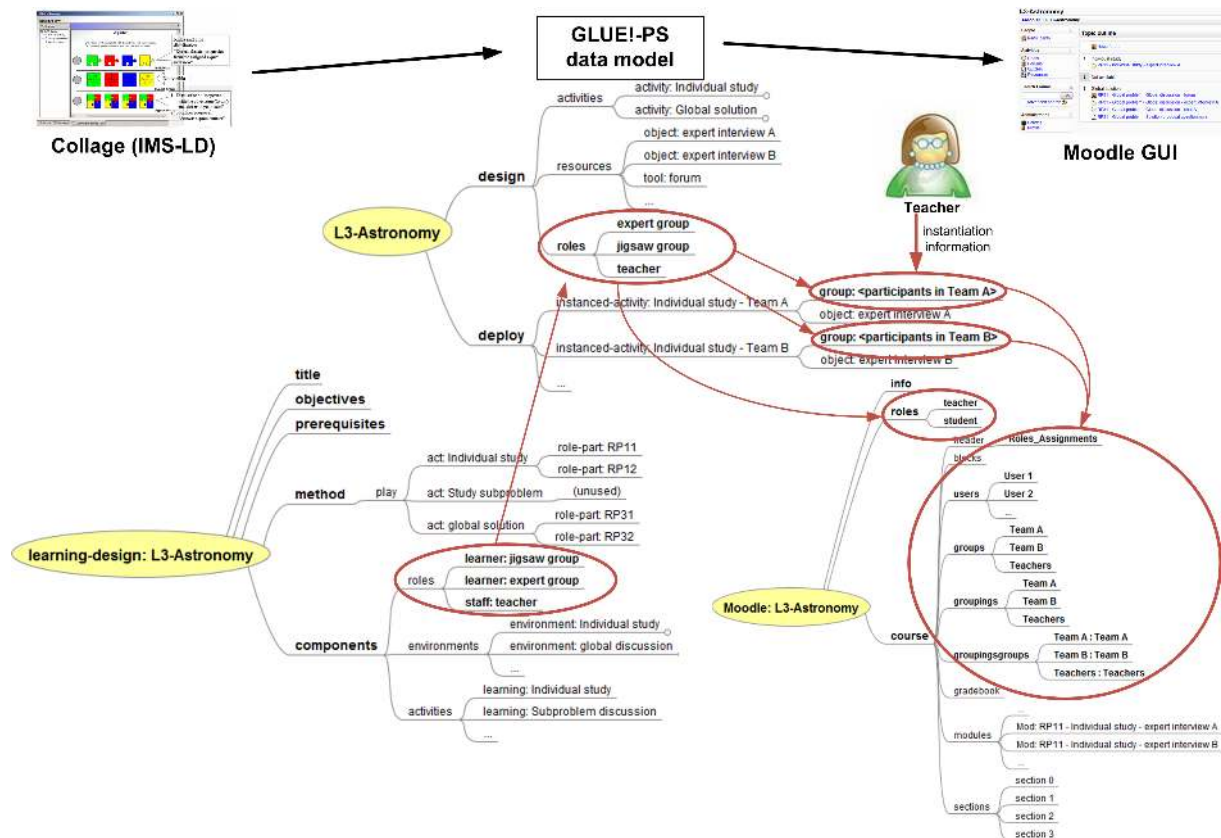 GLUE!-PS
data model
Collage (IMS-LD)
Moodle GUI
L3-Astronomy
Teacher
instantiation
information
L3-Astronomy
design
activities
activity: Individual study
activity: Global solution
resources
object: expert interview A
object: expert interview B
tool: forum
...
roles
expert group
jigsaw group
teacher
deploy
instanced-activity: Individual study - Team A
group: <participants in Team A>
object: expert interview A
instanced-activity: Individual study - Team B
group: <participants in Team B>
object: expert interview B
...
learning-design: L3-Astronomy
title
objectives
prerequisites
method
play
act: Individual study
role-part: RP11
role-part: RP12
act: Study subproblem
(unused)
act: global solution
role-part: RP31
role-part: RP32
components
roles
learner: jigsaw group
learner: expert group
staff: teacher
environments
environment: Individual study
environment: global discussion
....
activities
learning: Individual study
learning: Subproblem discussion
...
Moodle: L3-Astronomy
info
roles
teacher
student
course
header
Roles_Assignments
blocks
users
User 1
User 2
...
groups
Team A
Team B
Teachers
groupings
Team A
Team B
Teachers
groupingsgroups
Team A : Team A
Team B : Team B
Teachers : Teachers
gradebook
modules
...
Mod: RP11 - Individual study - expert interview A
Mod: RP11 - Individual study - expert interview B
...
sections
section 0
section 1
section 2
section 3